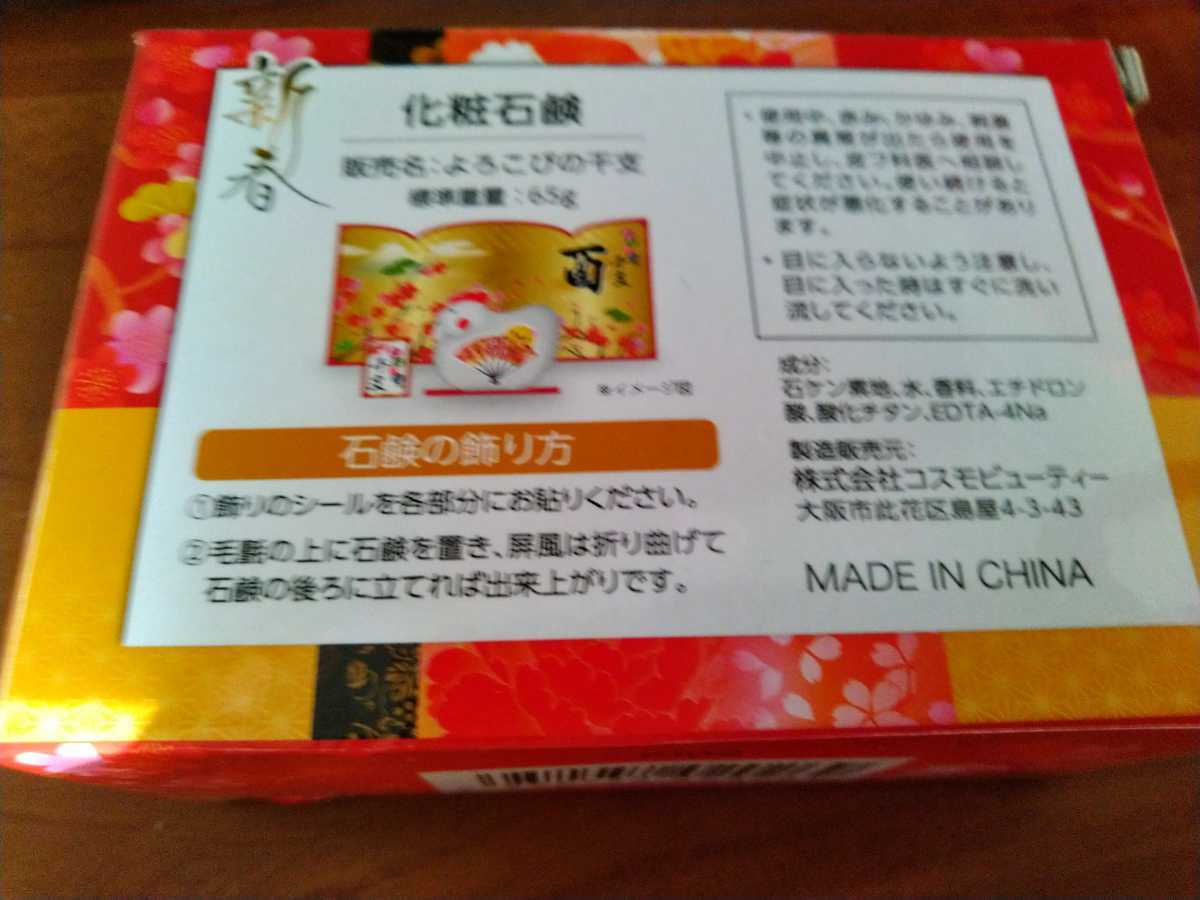 新春
化粧石鹸
販売名:よろこびの干支
標準重量:65g
酉
干支
※イメージ図
石鹸の飾り方
①飾りのシールを各部分にお貼りください。
②毛氈の上に石鹸を置き、屏風は折り曲げて
石鹸の後ろに立てれば出来上がりです。
・使用中、赤み、かゆみ、刺激
等の異常が出たら使用を
中止し、皮フ科医へ相談し
てください。使い続けると
症状が悪化することがあり
ます。
・目に入らないよう注意し、
目に入った時はすぐに洗い
流してください。
成分:
石ケン素地、水、香料、エチドロン
酸、酸化チタン、EDTA-4Na
製造販売元:
株式会社コスモビューティー
大阪市此花区島屋4-3-43
MADE IN CHINA